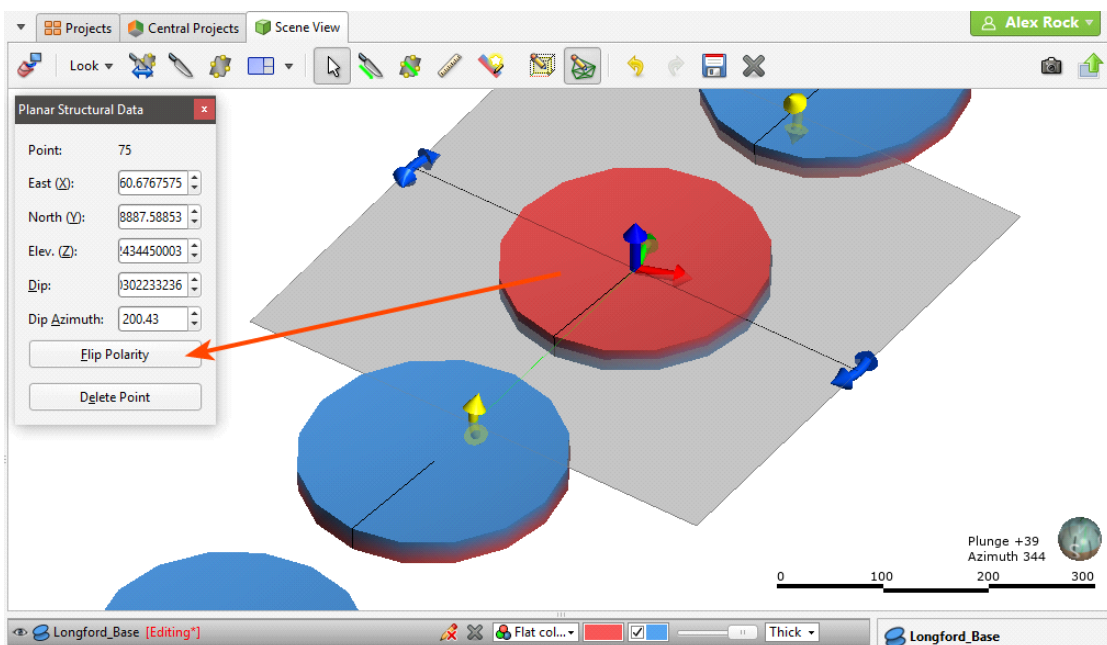 Projects
Central Projects
Scene View
Alex Rock
Look
Planar Structural Data
x
Point: 75
East (X): 60.6767575
North (Y): 8887.58853
Elev. (Z): !434450003
Dip: )302233236
Dip Azimuth: 200.43
Flip Polarity
Delete Point
Plunge +39
Azimuth 344
0 100 200 300
Longford_Base [Editing*]
Flat col...
Thick
Longford_Base